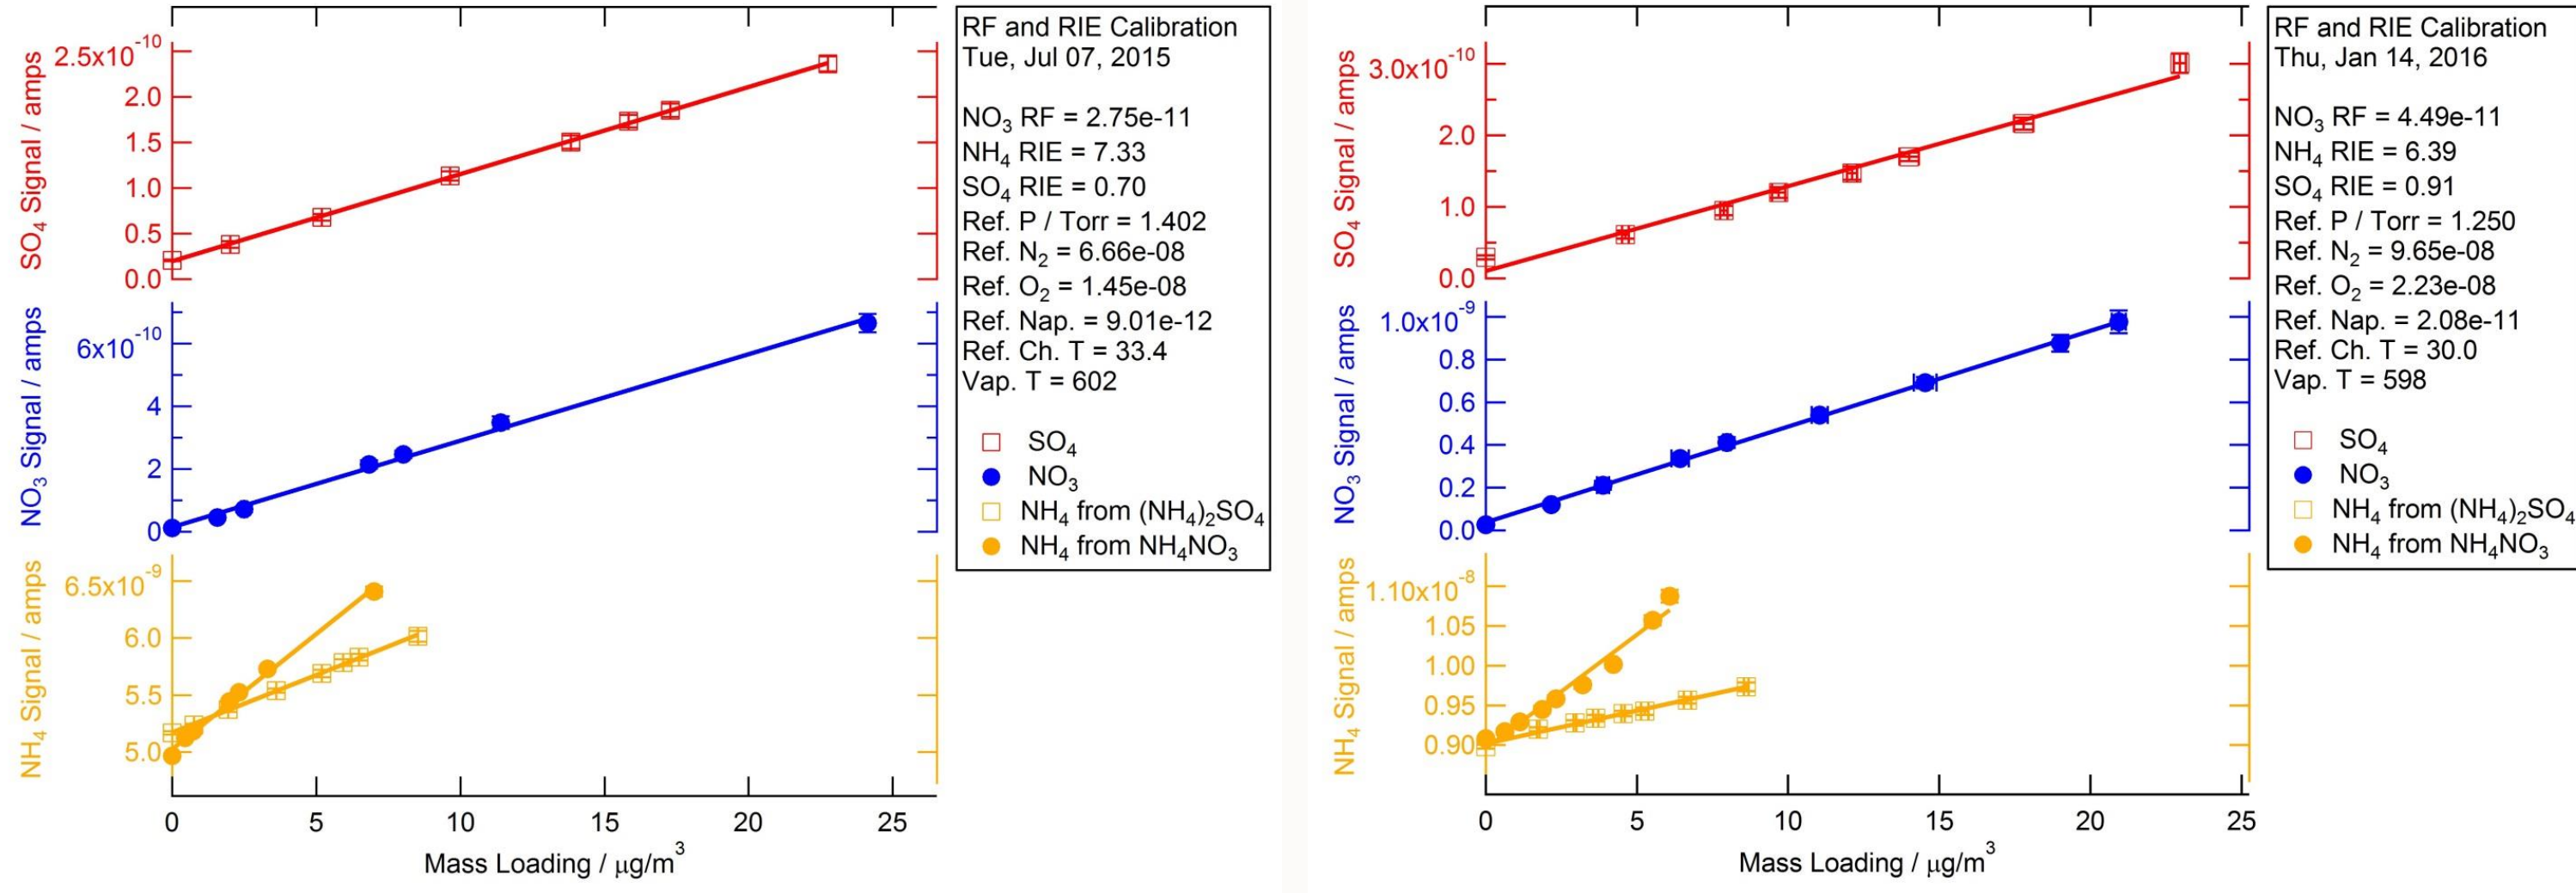 SO₄ Signal / amps
2.5x10⁻¹⁰
2.0
1.5
1.0
0.5
0.0
NO₃ Signal / amps
6x10⁻¹⁰
4
2
0
NH₄ Signal / amps
6.5x10⁻⁹
6.0
5.5
5.0
0 5 10 15 20 25
Mass Loading / µg/m³
RF and RIE Calibration
Tue, Jul 07, 2015
NO₃ RF = 2.75e-11
NH₄ RIE = 7.33
SO₄ RIE = 0.70
Ref. P / Torr = 1.402
Ref. N₂ = 6.66e-08
Ref. O₂ = 1.45e-08
Ref. Nap. = 9.01e-12
Ref. Ch. T = 33.4
Vap. T = 602
SO₄
NO₃
NH₄ from (NH₄)₂SO₄
NH₄ from NH₄NO₃
SO₄ Signal / amps
3.0x10⁻¹⁰
2.0
1.0
0.0
NO₃ Signal / amps
1.0x10⁻⁹
0.8
0.6
0.4
0.2
0.0
NH₄ Signal / amps
1.10x10⁻⁸
1.05
1.00
0.95
0.90
0 5 10 15 20 25
Mass Loading / µg/m³
RF and RIE Calibration
Thu, Jan 14, 2016
NO₃ RF = 4.49e-11
NH₄ RIE = 6.39
SO₄ RIE = 0.91
Ref. P / Torr = 1.250
Ref. N₂ = 9.65e-08
Ref. O₂ = 2.23e-08
Ref. Nap. = 2.08e-11
Ref. Ch. T = 30.0
Vap. T = 598
SO₄
NO₃
NH₄ from (NH₄)₂SO₄
NH₄ from NH₄NO₃